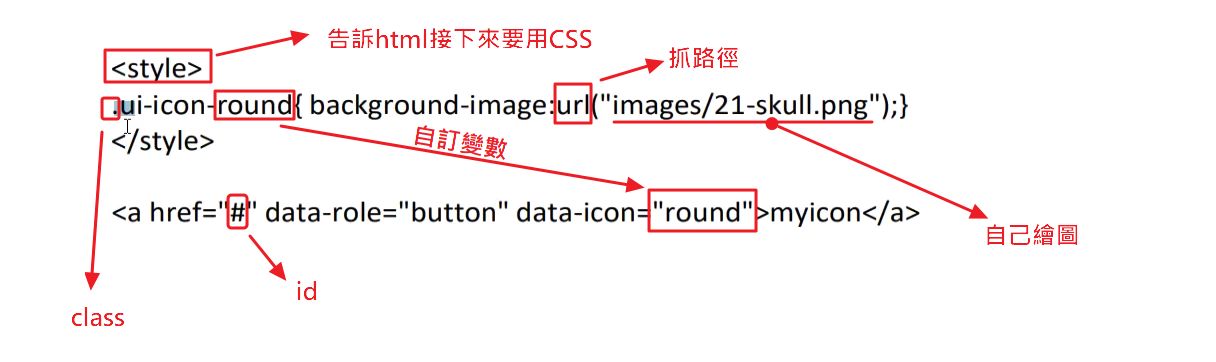 告訴html接下來要用CSS
<style>
抓路徑
.ui-icon-round{ background-image:url("images/21-skull.png");}
</style>
自訂變數
<a href="#" data-role="button" data-icon="round">myicon</a>
自己繪圖
id
class